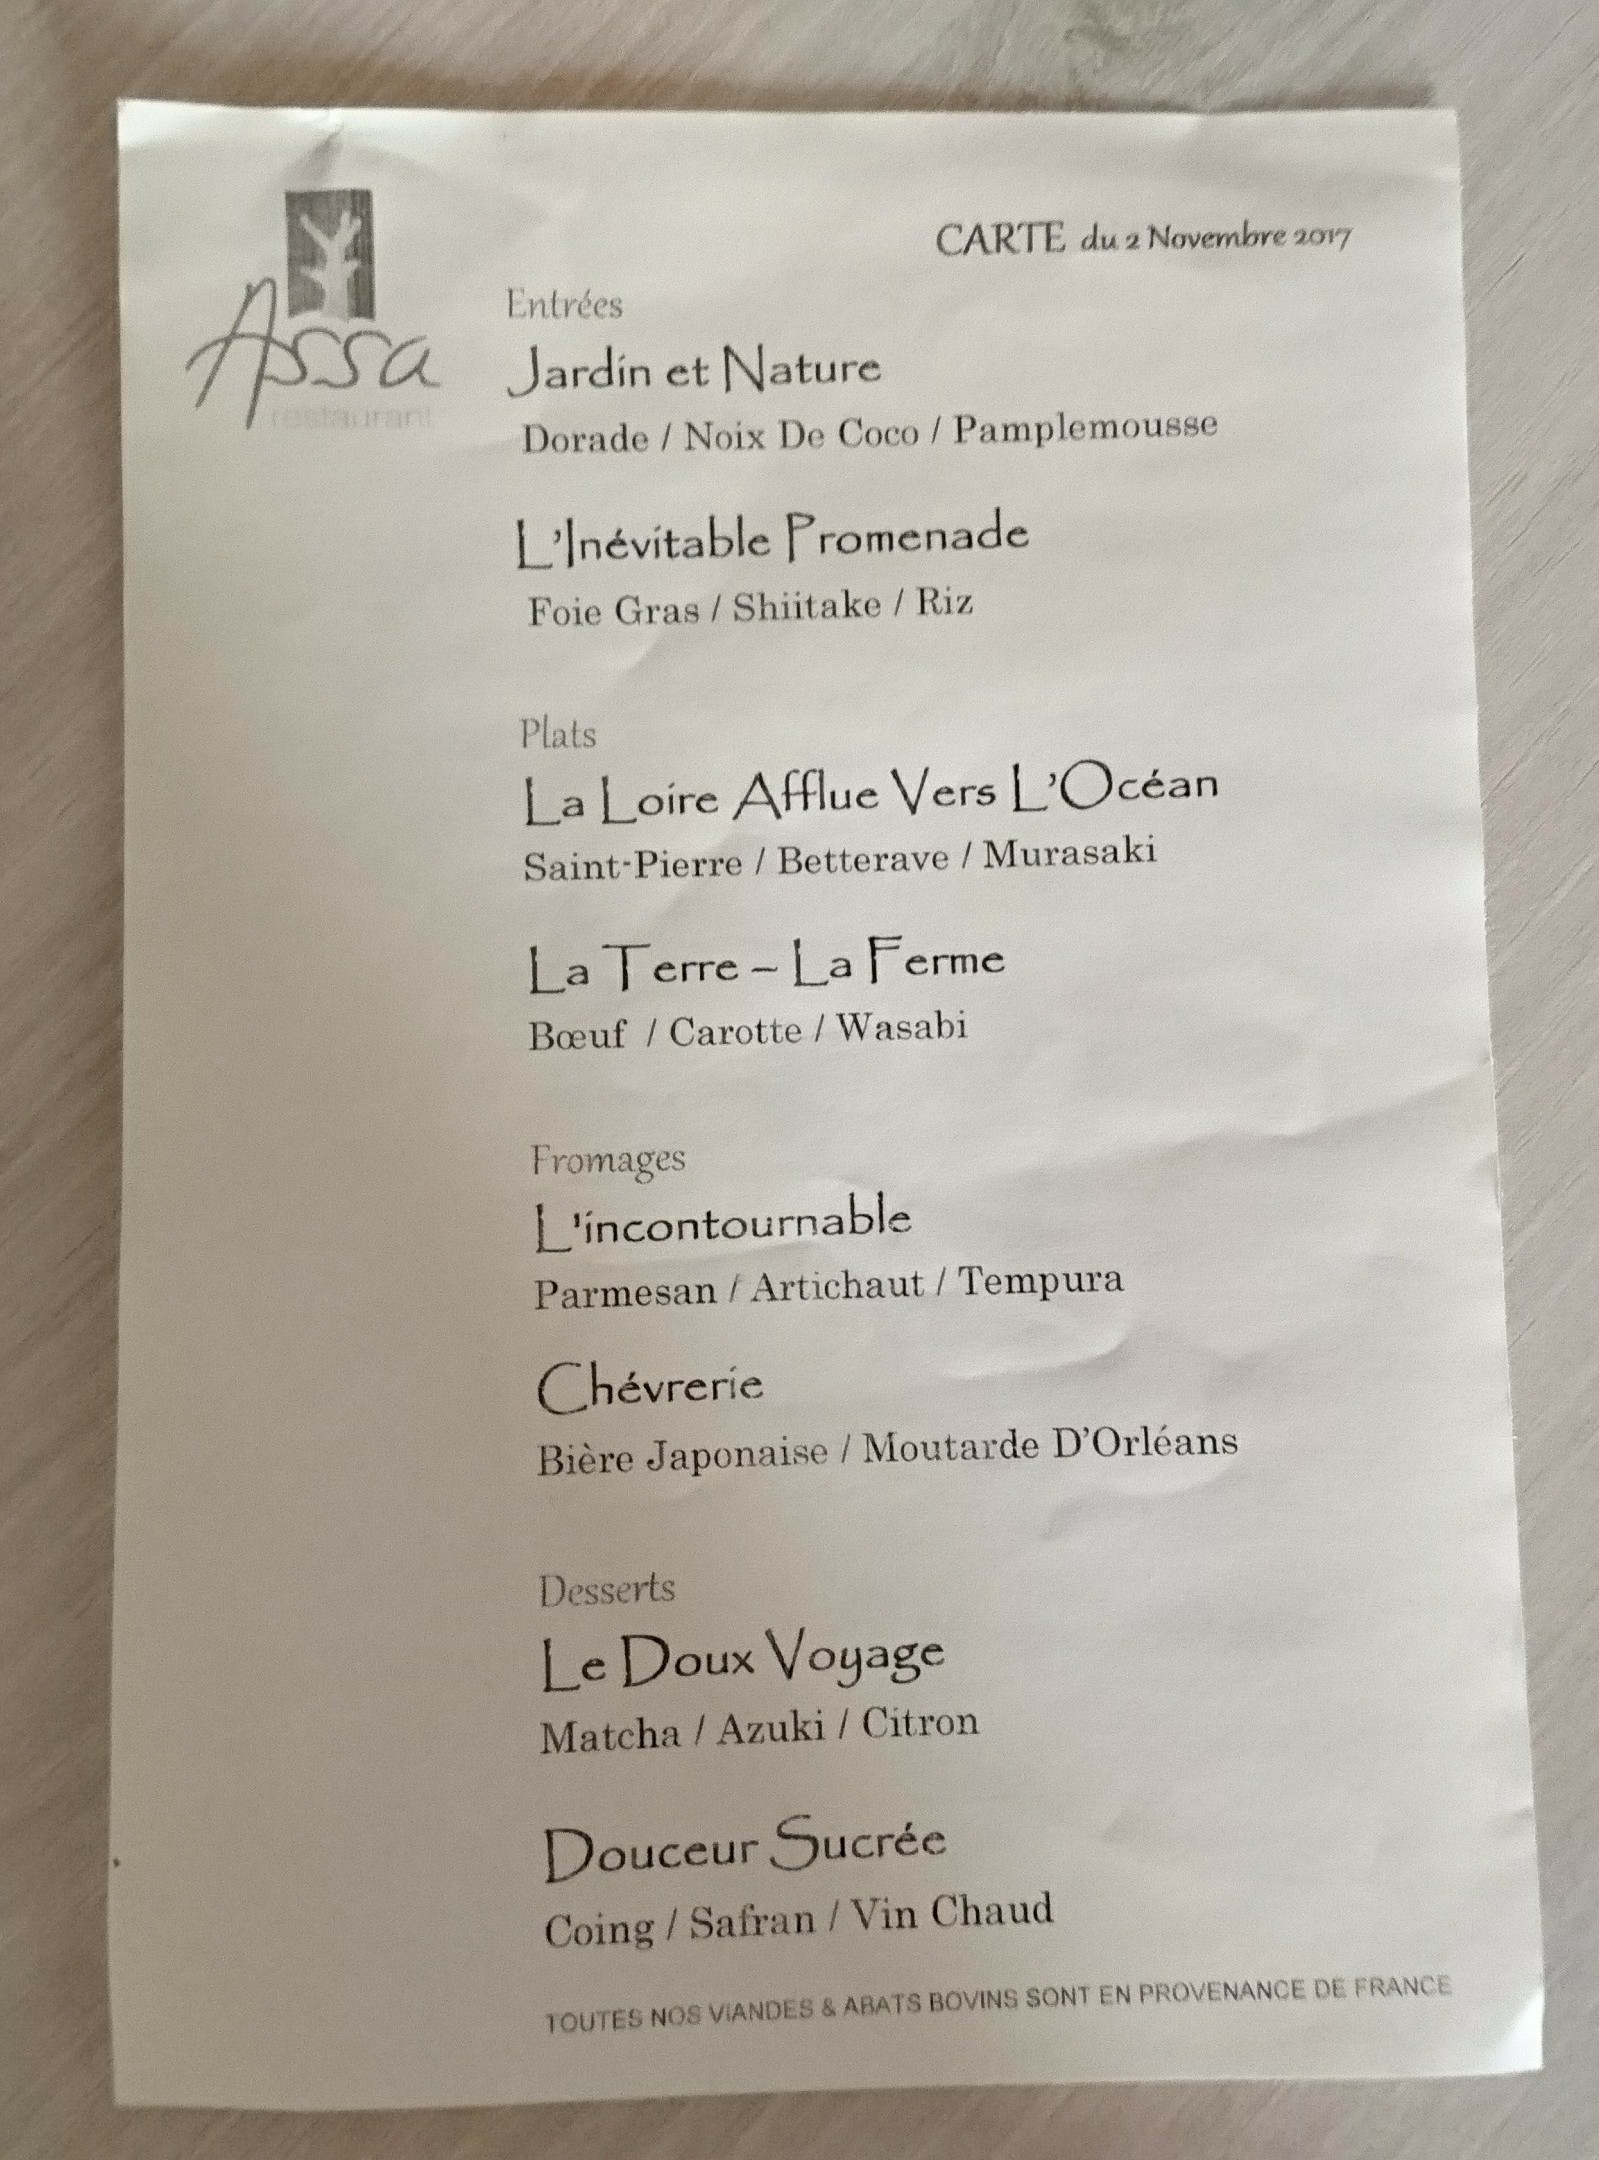 Assa
restaurant
CARTE du 2 Novembre 2017
Entrées
Jardin et Nature
Dorade / Noix De Coco / Pamplemousse
L'Inévitable Promenade
Foie Gras / Shiitake / Riz
Plats
La Loire Afflue Vers L'Océan
Saint-Pierre / Betterave / Murasaki
La Terre – La Ferme
Bœuf / Carotte / Wasabi
Fromages
L'incontournable
Parmesan / Artichaut / Tempura
Chévrerie
Bière Japonaise / Moutarde D'Orléans
Desserts
Le Doux Voyage
Matcha / Azuki / Citron
Douceur Sucrée
Coing / Safran / Vin Chaud
TOUTES NOS VIANDES & ABATS BOVINS SONT EN PROVENANCE DE FRANCE